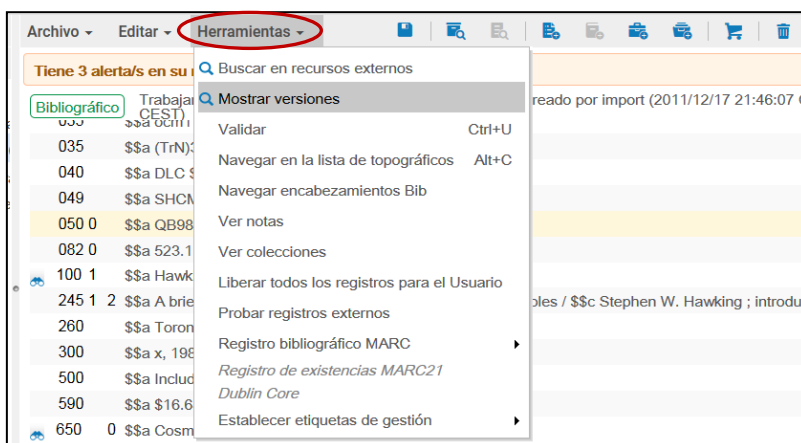 Archivo Editar Herramientas
Tiene 3 alerta/s en su
Buscar en recursos externos
Bibliográfico Trabajar
CEST)
Mostrar versiones
reado por import (2011/12/17 21:46:07
035 $$a ocm
Validar Ctrl+U
035 $$a (TrN)
Navegar en la lista de topográficos Alt+C
040 $$a DLC $
Navegar encabezamientos Bib
049 $$a SHCM
Ver notas
050 0 $$a QB98
Ver colecciones
082 0 $$a 523.1
Liberar todos los registros para el Usuario
100 1 $$a Hawk
Probar registros externos
245 1 2 $$a A brie
ples / $$c Stephen W. Hawking ; introdu
260 $$a Toron
Registro bibliográfico MARC
300 $$a x, 198
Registro de existencias MARC21
500 $$a Includ
Dublin Core
590 $$a $16.6
Establecer etiquetas de gestión
650 0 $$a Cosm